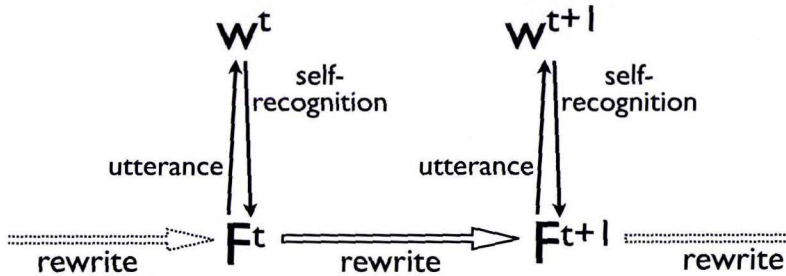 w^t
w^{t+1}
self-
recognition
self-
recognition
utterance
utterance
F^t
F^{t+1}
rewrite
rewrite
rewrite